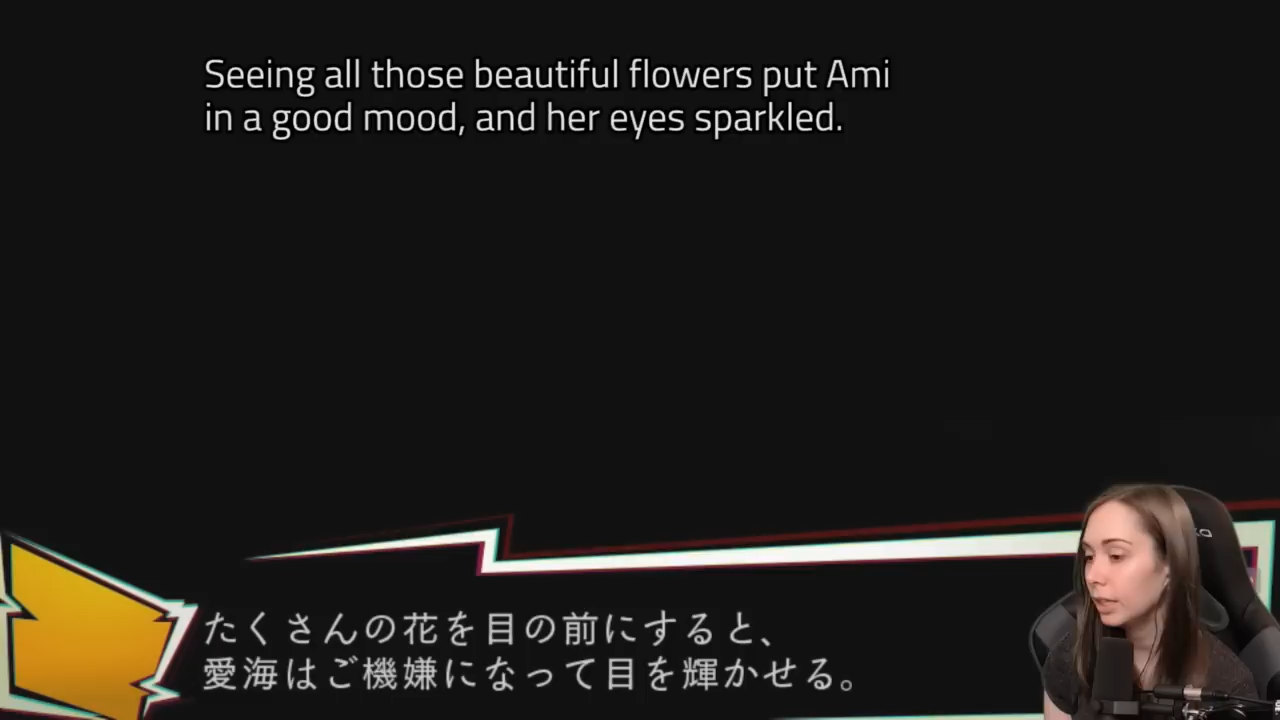 Seeing all those beautiful flowers put Ami
in a good mood, and her eyes sparkled.
たくさんの花を目の前にすると、
愛海はご機嫌になって目を輝かせる。